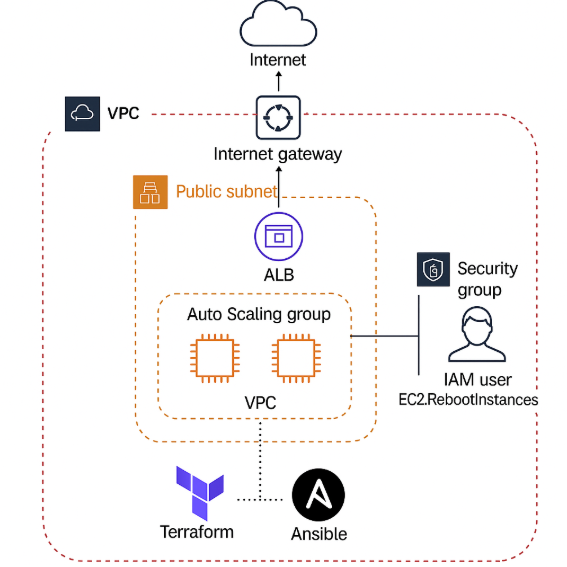 Internet
VPC
Internet gateway
Public subnet
ALB
Security
group
Auto Scaling group
VPC
IAM user
EC2.RebootInstances
Terraform
Ansible